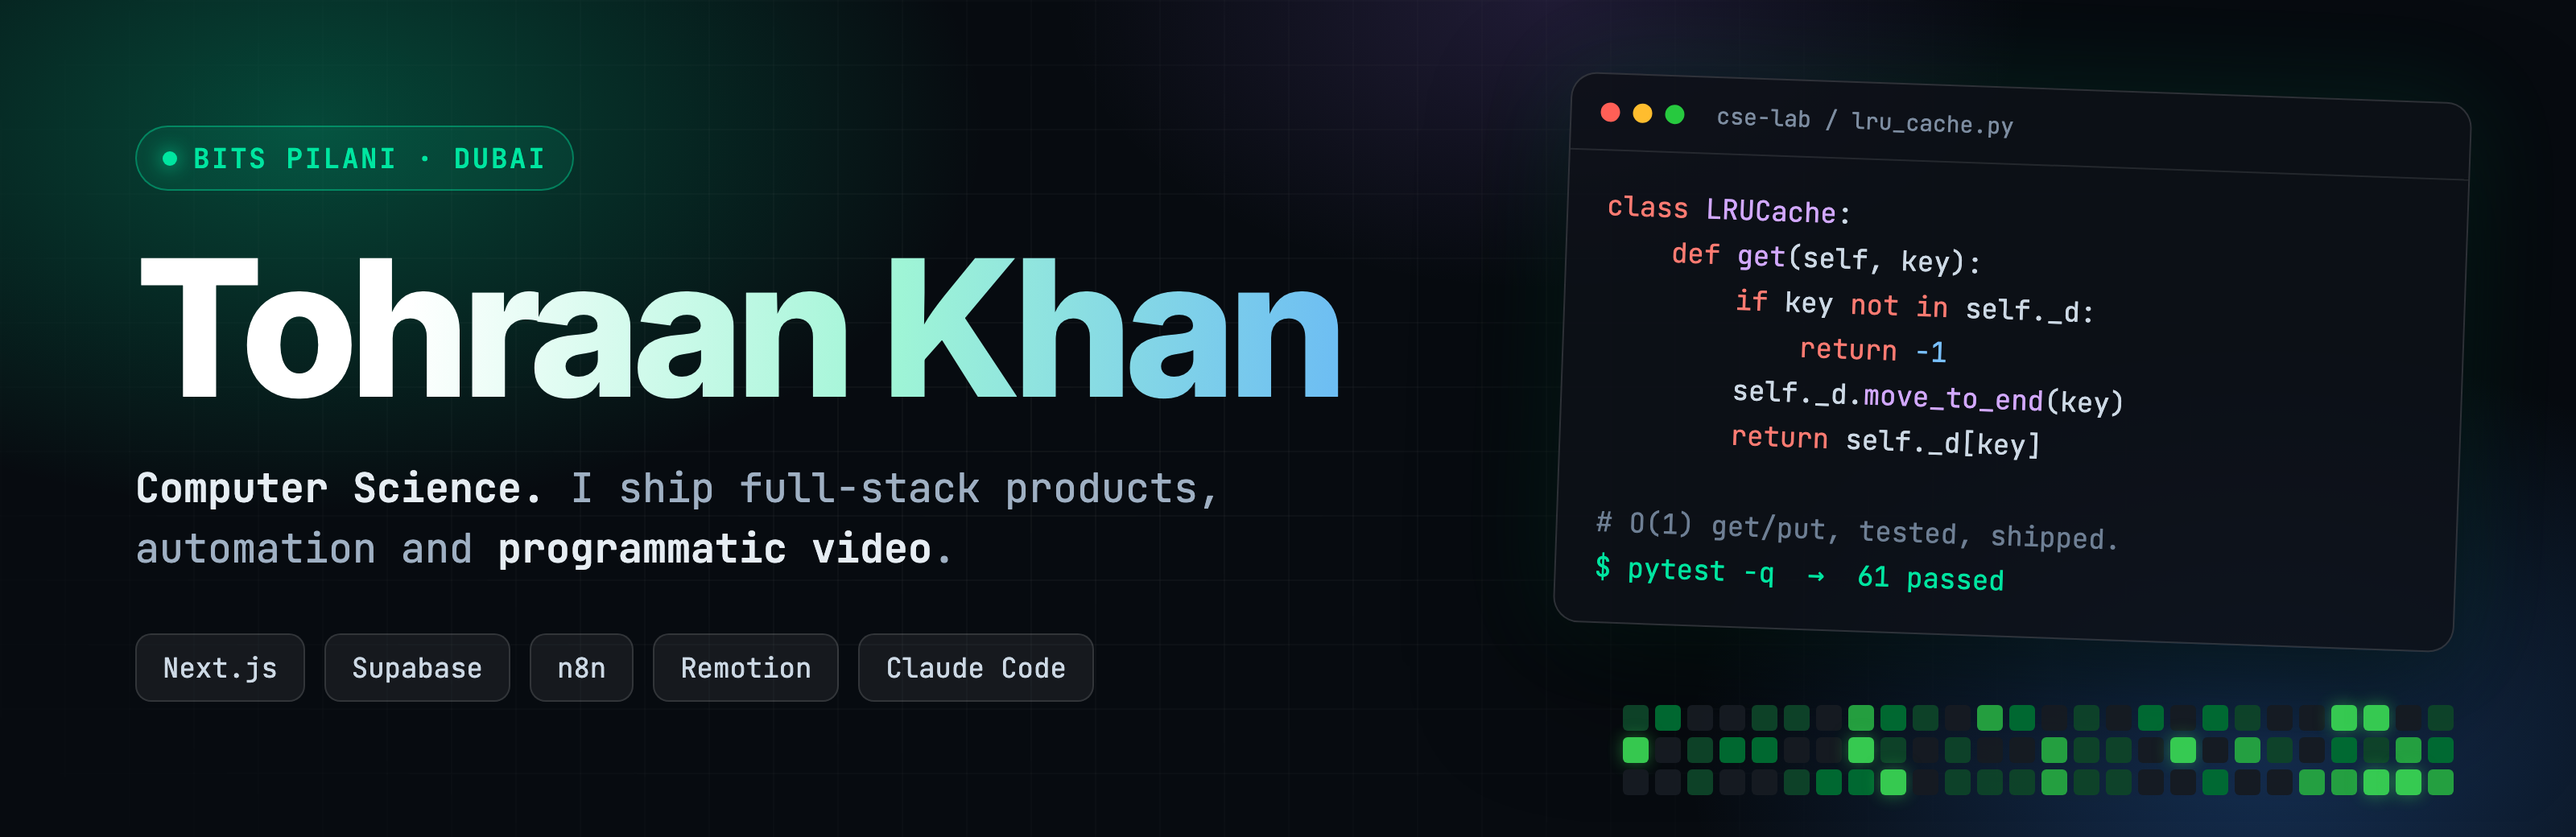 BITS PILANI · DUBAI
Tohraan Khan
Computer Science. I ship full-stack products,
automation and programmatic video.
Next.js
Supabase
n8n
Remotion
Claude Code
cse-lab / lru_cache.py
class LRUCache:
def get(self, key):
if key not in self._d:
return -1
self._d.move_to_end(key)
return self._d[key]
# O(1) get/put, tested, shipped.
$ pytest -q → 61 passed